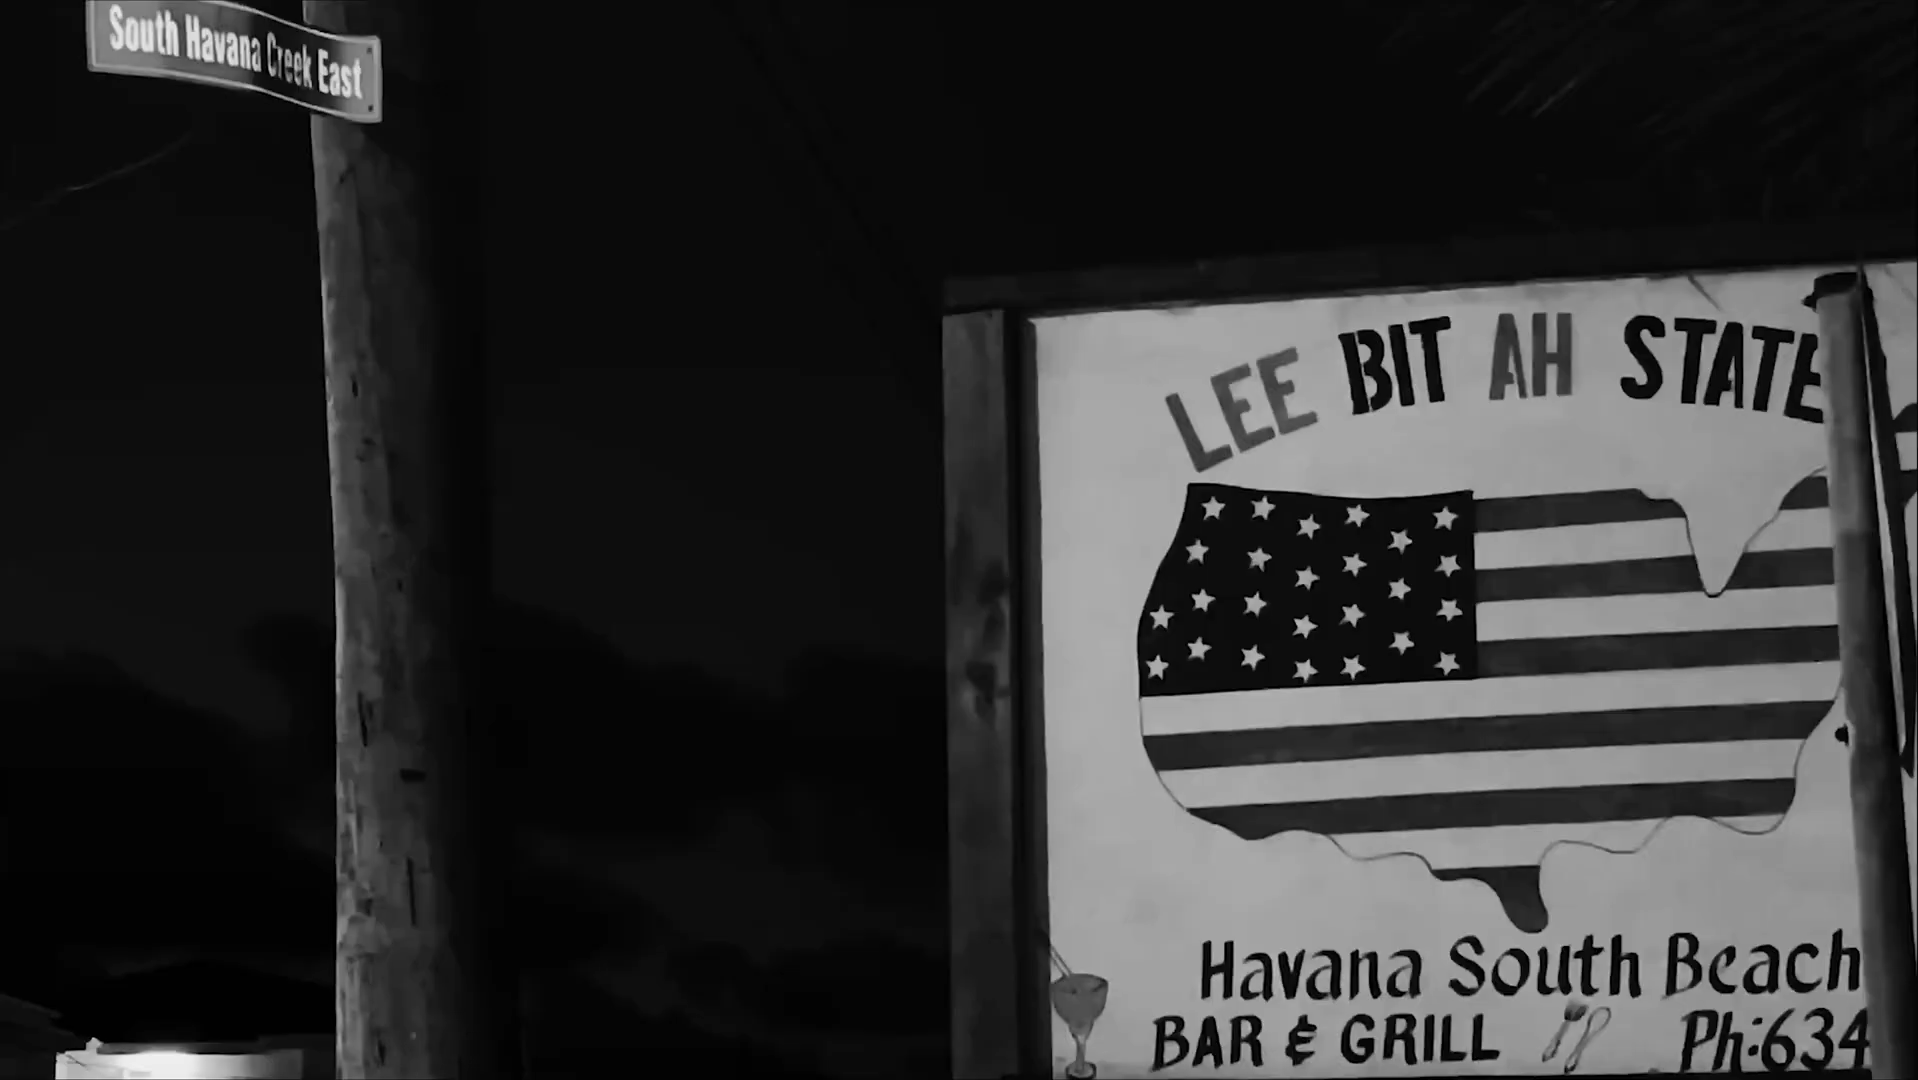 South Havana Creek East
LEE BIT AH STATE
Havana South Beach
BAR & GRILL Ph:634